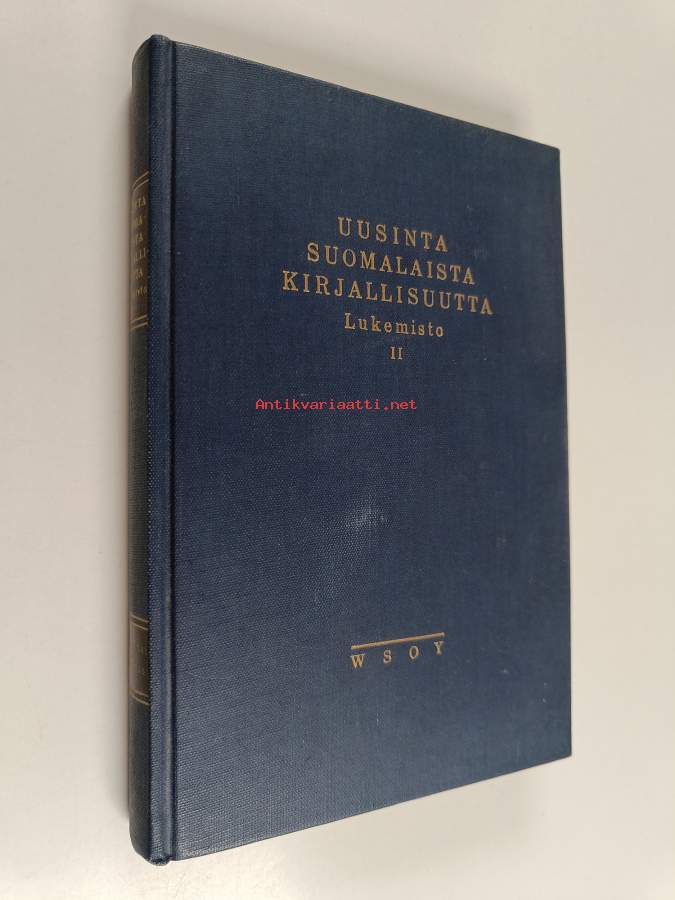 UUSINTA
SUOMALAISTA
KIRJALLISUUTTA
Lukemisto
II
Antikvariaatti.net
WSOY